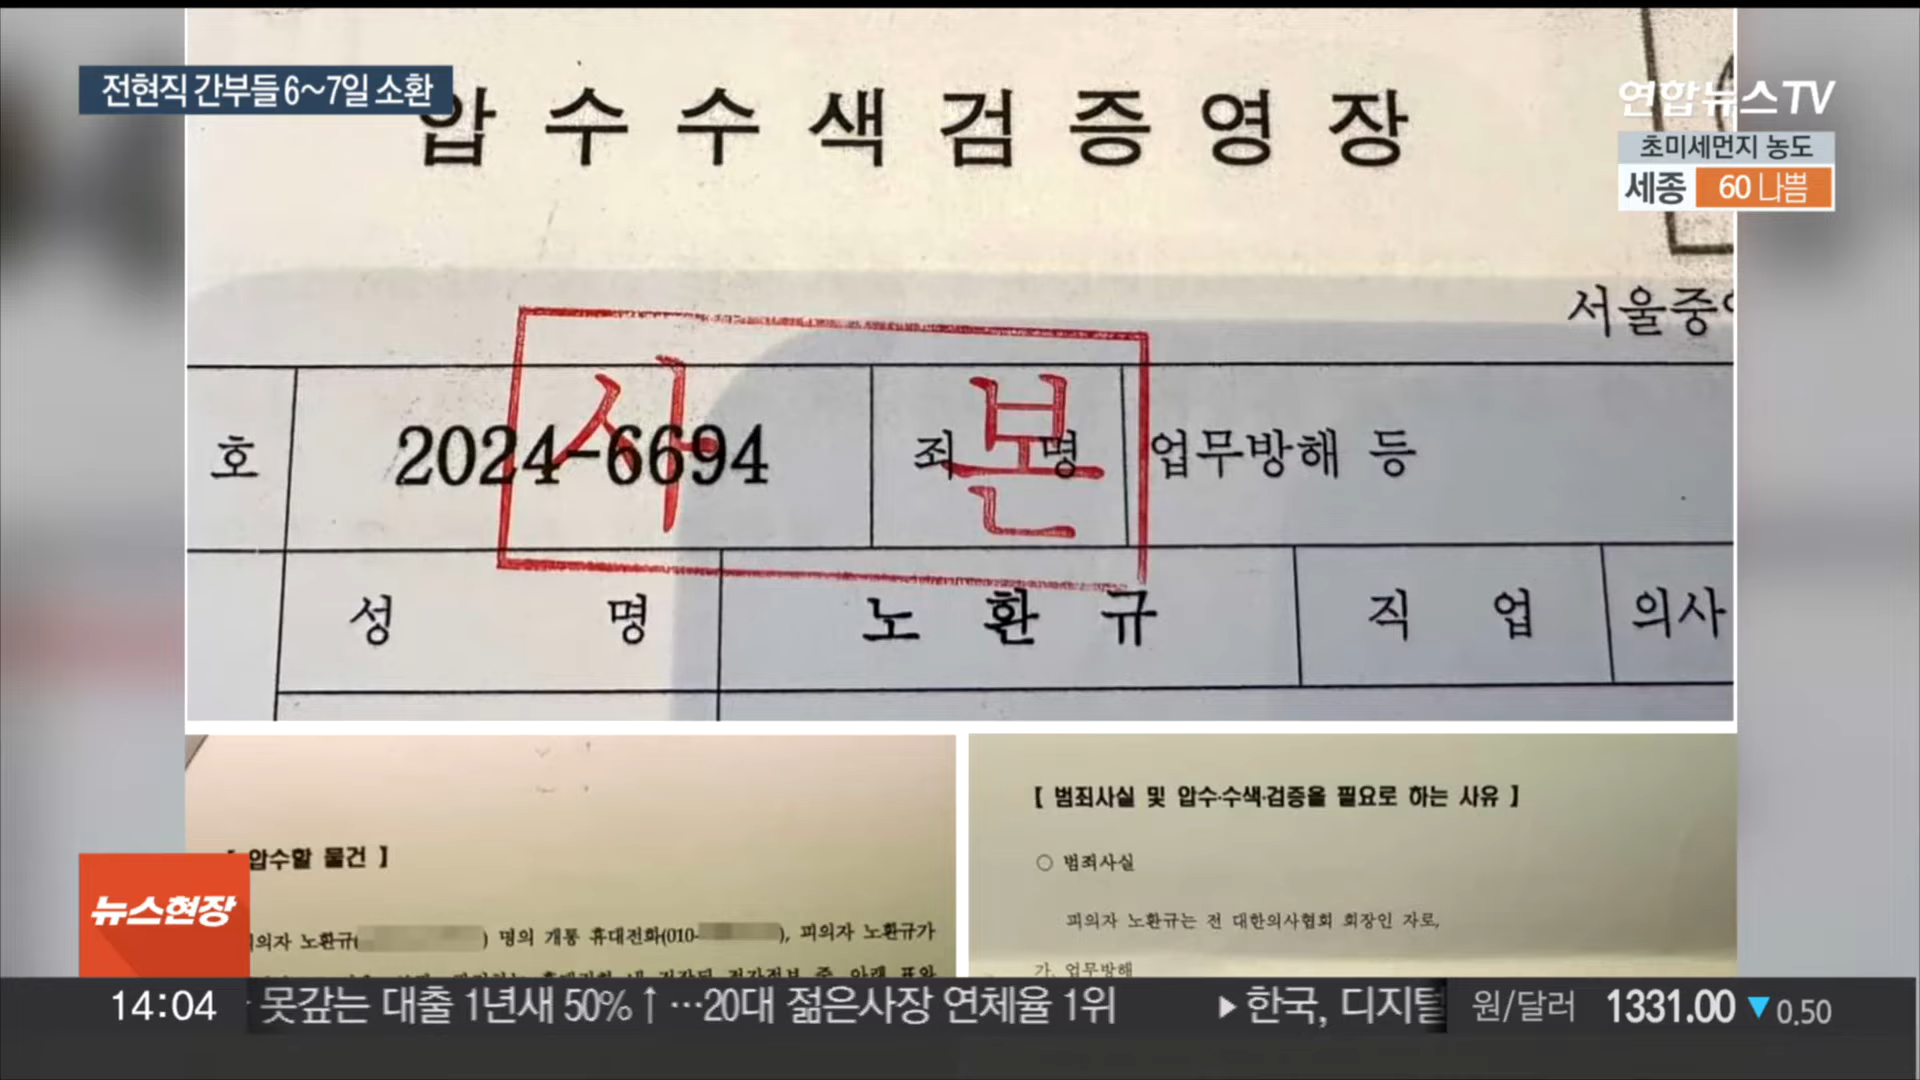 전현직 간부들 6~7일 소환
연합뉴스TV
초미세먼지 농도
세종 60 나쁨
압수수색검증영장
서울중
사본
호 2024-6694 죄 명 업무방해 등
성 명 노 환 규 직 업 의사
[ 압수할 물건 ]
의자 노환규( ) 명의 개통 휴대전화(010- ), 피의자 노환규가
[ 범죄사실 및 압수·수색·검증을 필요로 하는 사유 ]
○ 범죄사실
피의자 노환규는 전 대한의사협회 회장인 자로,
가. 업무방해
뉴스현장
14:04 못갚는 대출 1년새 50%↑…20대 젊은사장 연체율 1위 ▶한국, 디지털 원/달러 1331.00 ▼0.50